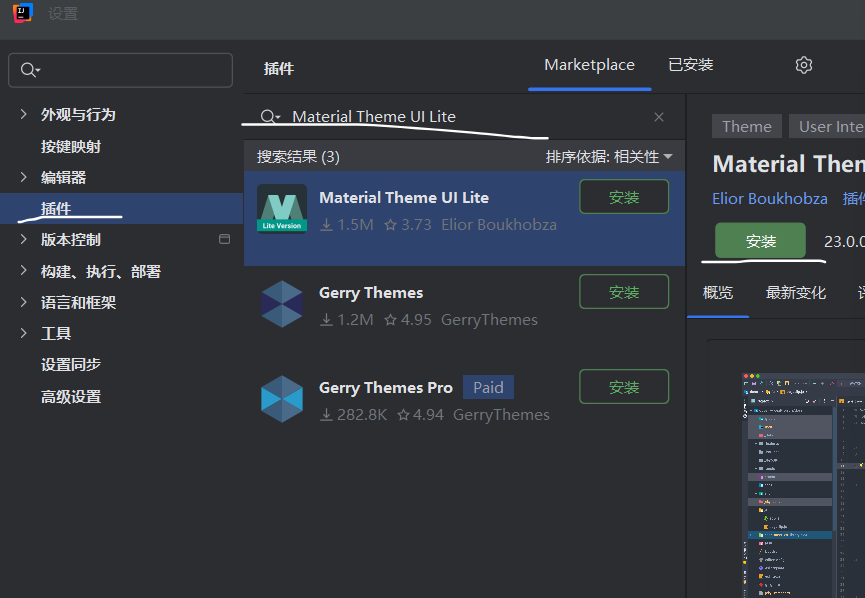 设置
插件
Marketplace
已安装
外观与行为
按键映射
编辑器
插件
版本控制
构建、执行、部署
语言和框架
工具
设置同步
高级设置
Material Theme UI Lite
搜索结果 (3)
排序依据: 相关性
Material Theme UI Lite
安装
1.5M 3.73 Elior Boukhobza
Lite Version
Gerry Themes
安装
1.2M 4.95 GerryThemes
Gerry Themes Pro Paid
安装
282.8K 4.94 GerryThemes
Theme
User Inte
Material Then
Elior Boukhobza 插件
安装
23.0.0
概览
最新变化